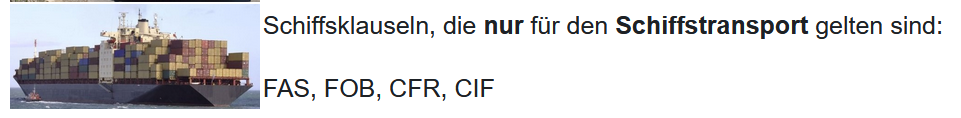 Schiffsklauseln, die nur für den Schiffstransport gelten sind:
FAS, FOB, CFR, CIF